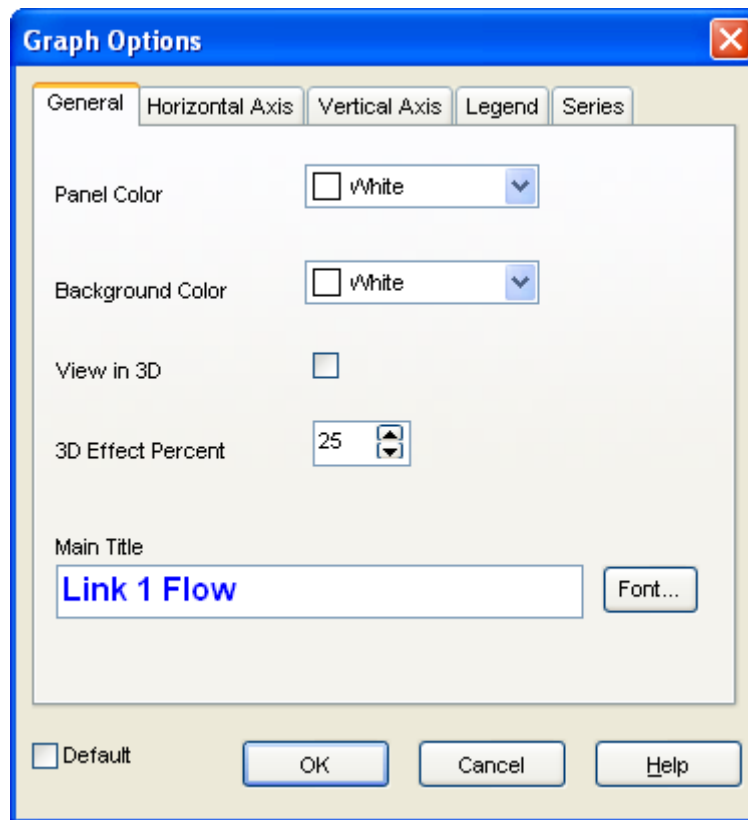 Graph Options
General Horizontal Axis Vertical Axis Legend Series
Panel Color White
Background Color White
View in 3D
3D Effect Percent 25
Main Title
Link 1 Flow Font...
Default OK Cancel Help